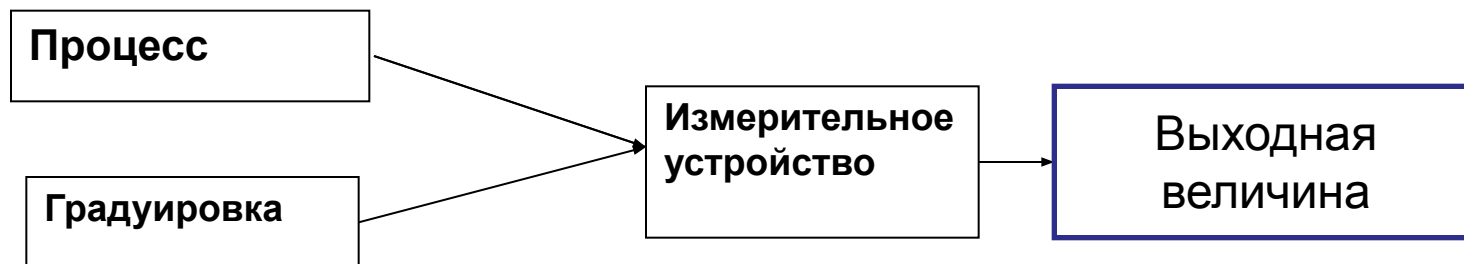 Процесс
Измерительное
устройство
Выходная
величина
Градуировка